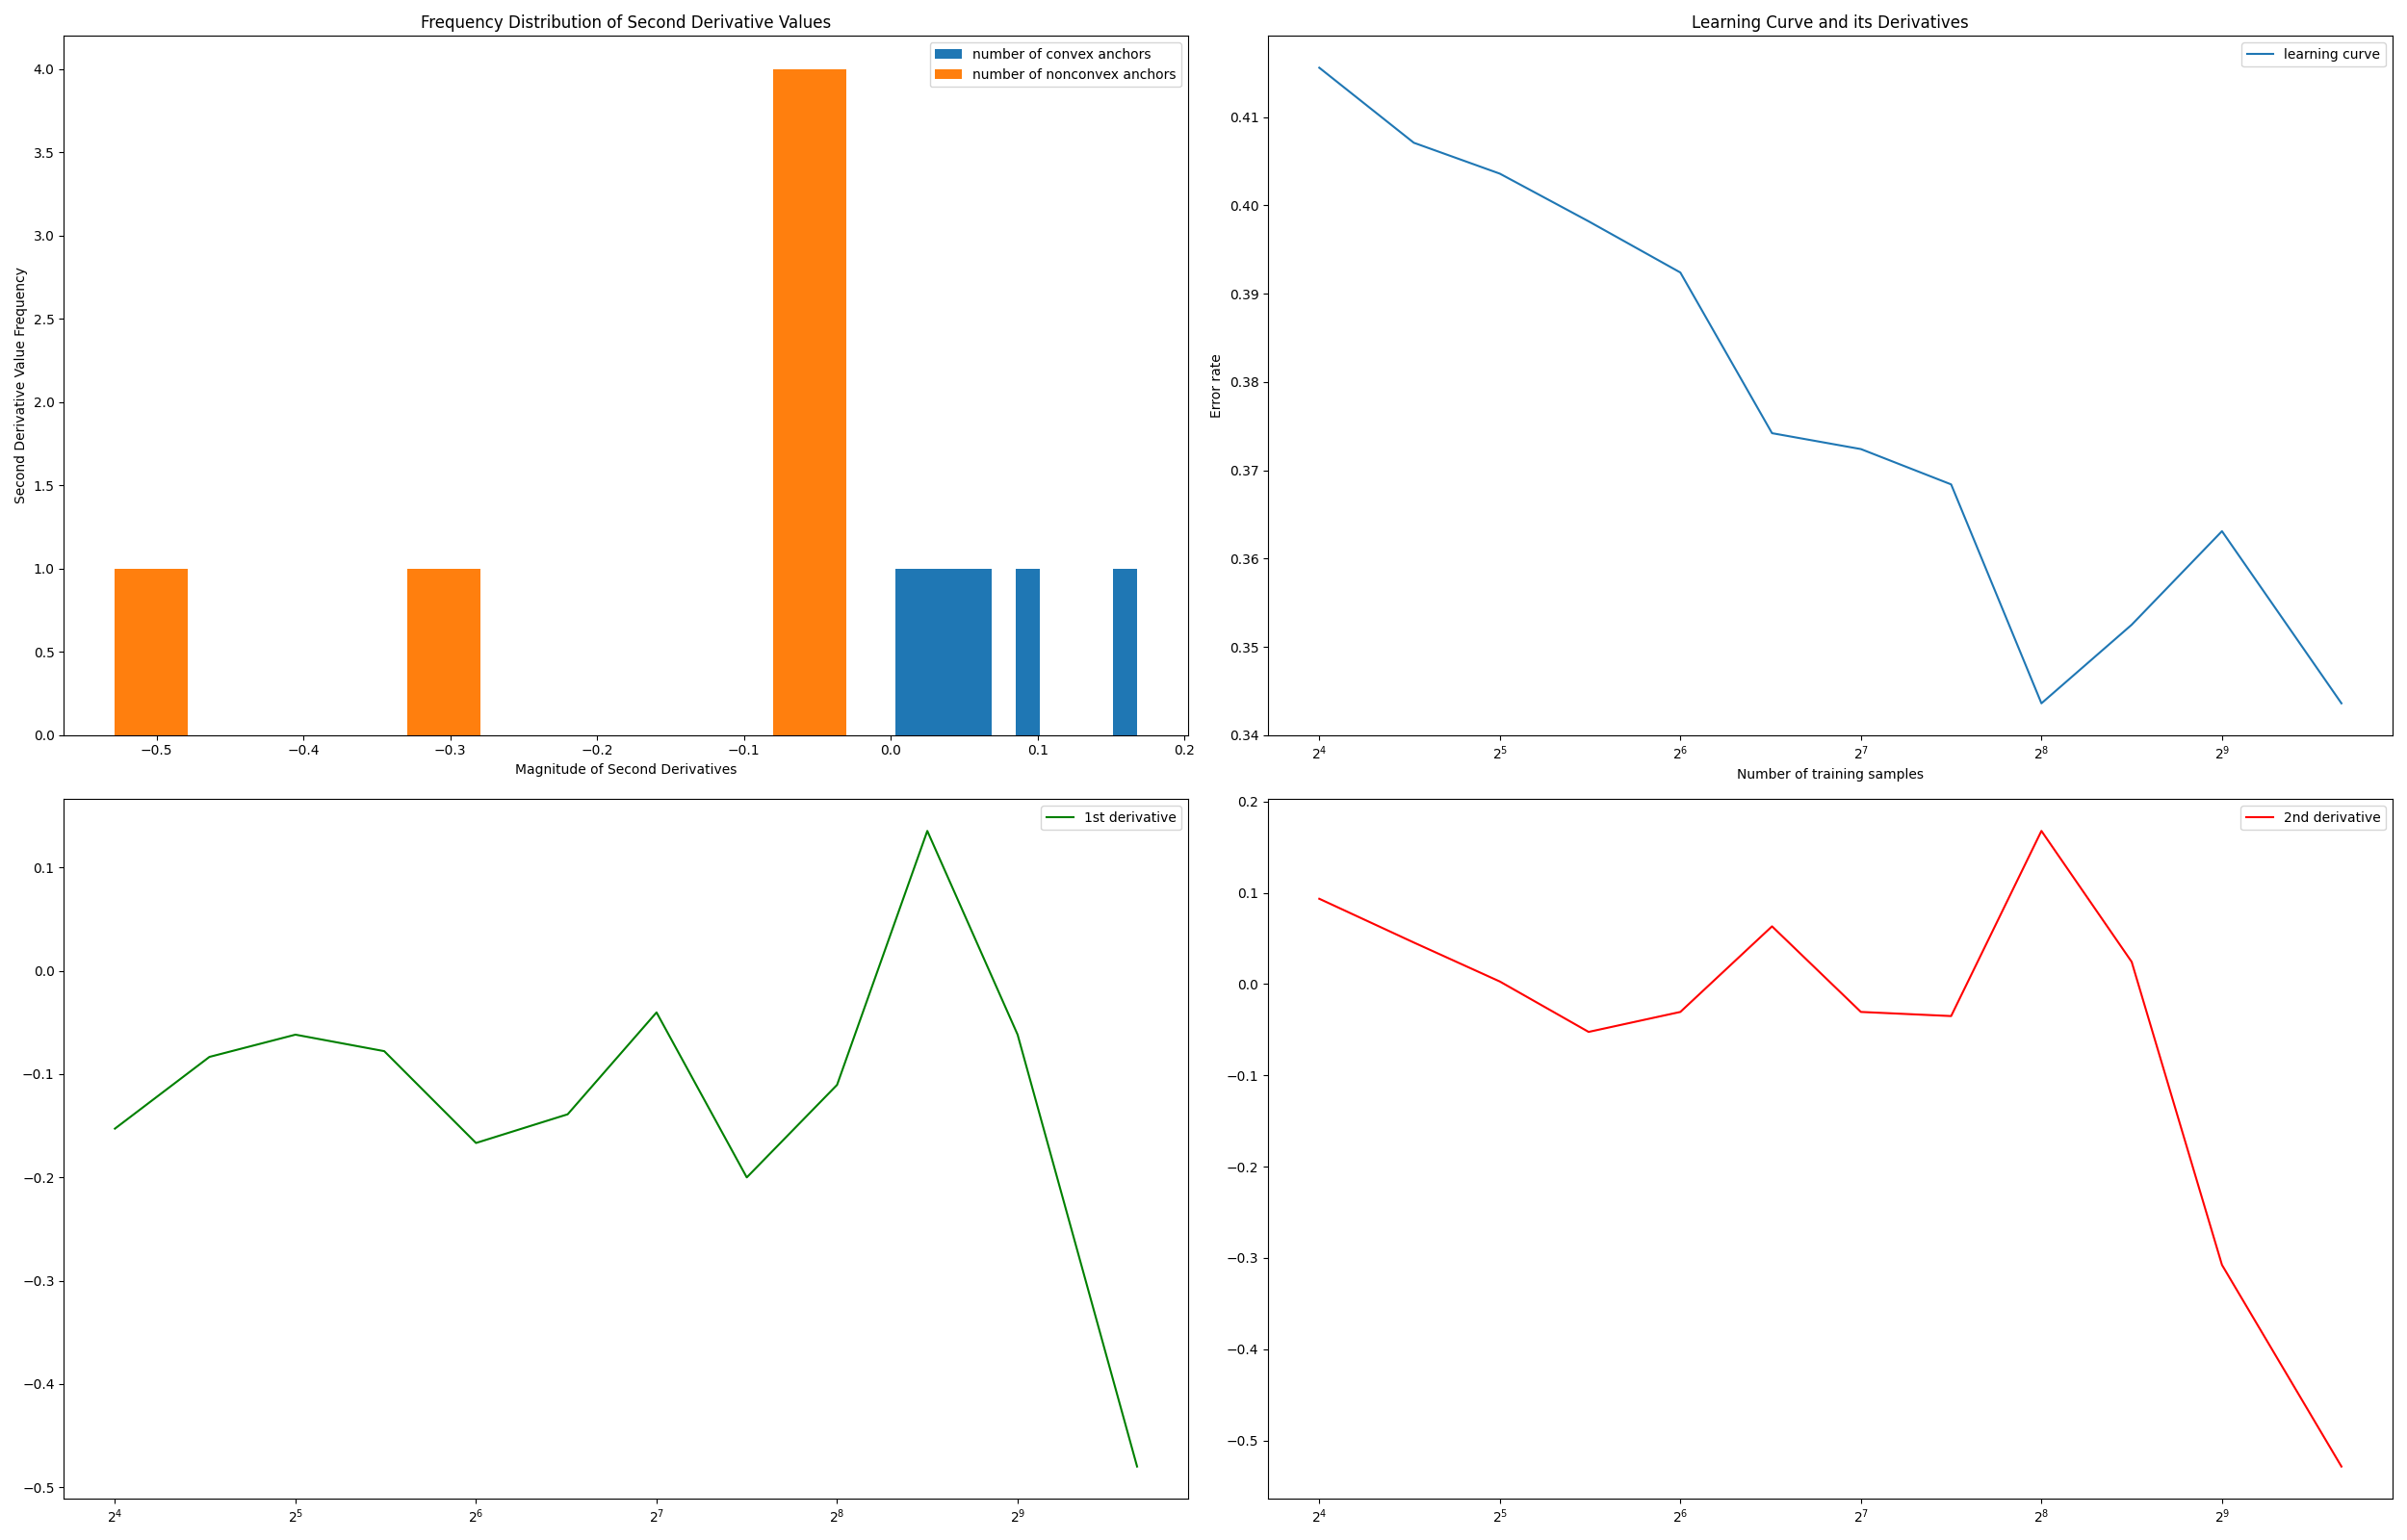 Frequency Distribution of Second Derivative Values
number of convex anchors
number of nonconvex anchors
4.0
3.5
3.0
2.5
2.0
1.5
1.0
0.5
0.0
Second Derivative Value Frequency
−0.5 −0.4 −0.3 −0.2 −0.1 0.0 0.1 0.2
Magnitude of Second Derivatives
Learning Curve and its Derivatives
learning curve
0.41
0.40
0.39
0.38
0.37
0.36
0.35
0.34
Error rate
2⁴ 2⁵ 2⁶ 2⁷ 2⁸ 2⁹
Number of training samples
1st derivative
0.1
0.0
−0.1
−0.2
−0.3
−0.4
−0.5
2⁴ 2⁵ 2⁶ 2⁷ 2⁸ 2⁹
2nd derivative
0.2
0.1
0.0
−0.1
−0.2
−0.3
−0.4
−0.5
2⁴ 2⁵ 2⁶ 2⁷ 2⁸ 2⁹